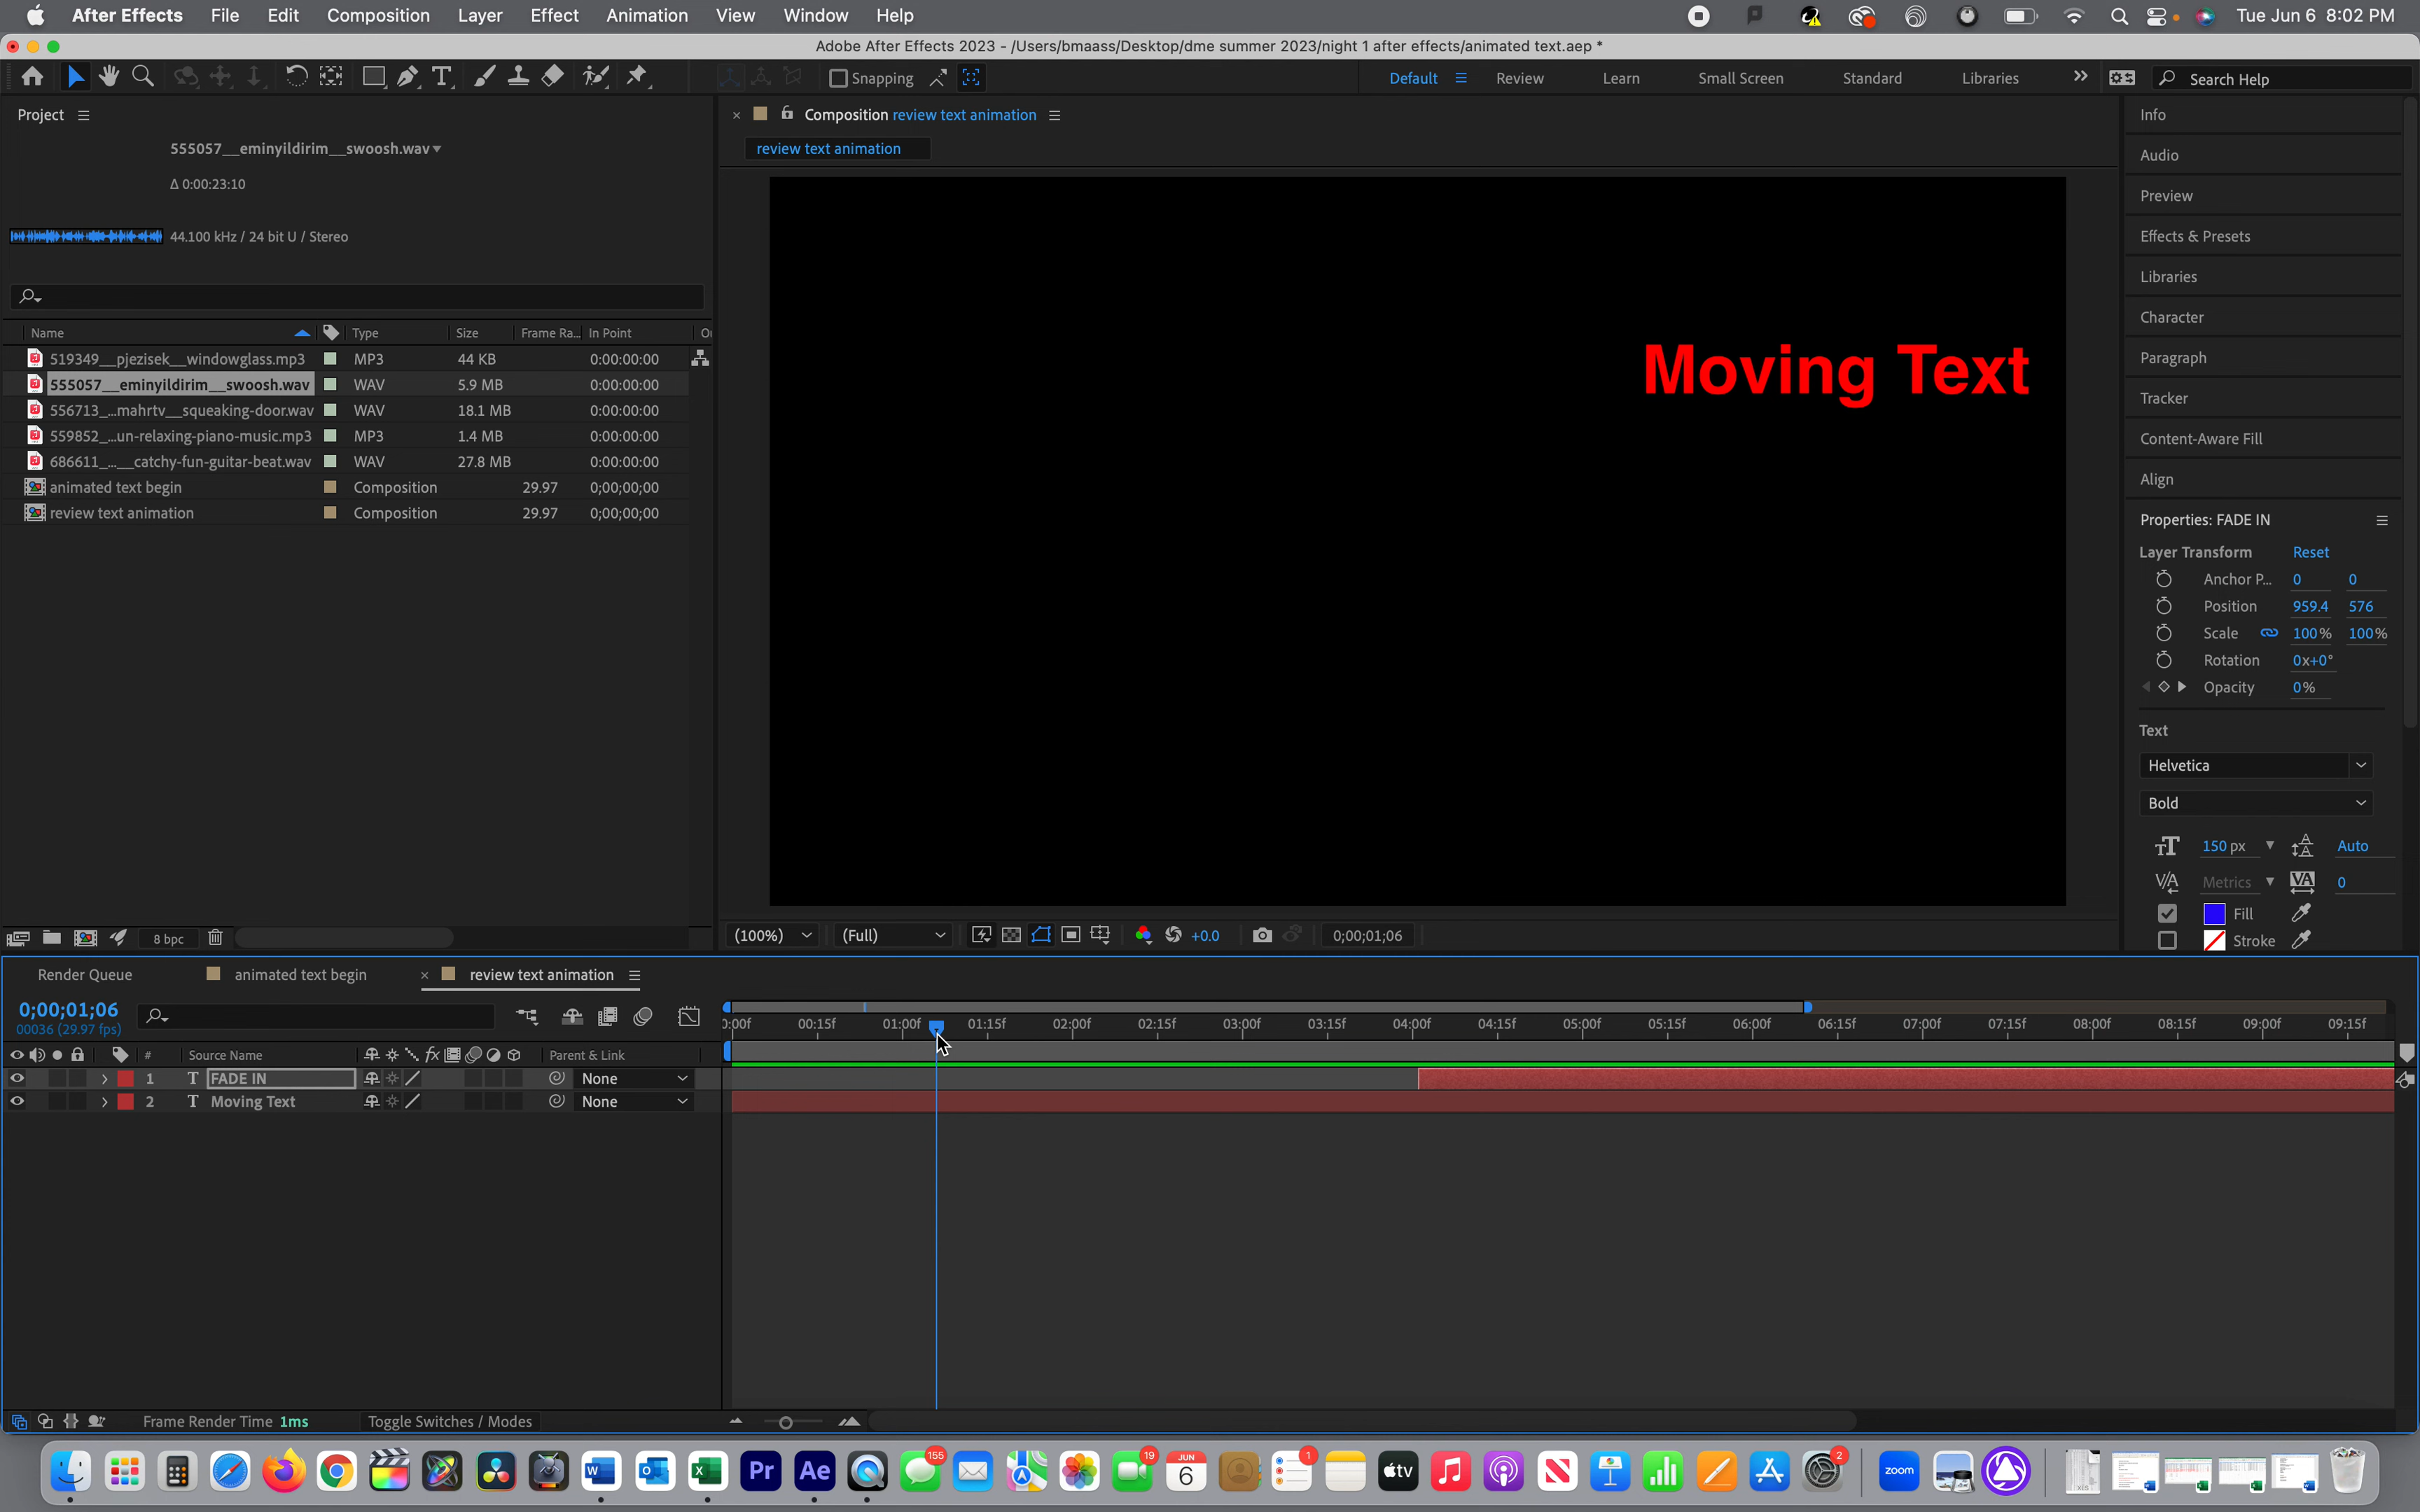 After Effects File Edit Composition Layer Effect Animation View Window Help Tue Jun 6 8:02 PM
Adobe After Effects 2023 - /Users/bmaass/Desktop/dme summer 2023/night 1 after effects/animated text.aep *
Snapping Default Review Learn Small Screen Standard Libraries Search Help
Project
555057__eminyildirim__swoosh.wav
Δ 0:00:23:10
44.100 kHz / 24 bit U / Stereo
Name Type Size Frame Ra... In Point
519349__pjezisek__windowglass.mp3 MP3 44 KB 0:00:00:00
555057__eminyildirim__swoosh.wav WAV 5.9 MB 0:00:00:00
556713_...mahrtv__squeaking-door.wav WAV 18.1 MB 0:00:00:00
559852_...un-relaxing-piano-music.mp3 MP3 1.4 MB 0:00:00:00
686611_...__catchy-fun-guitar-beat.wav WAV 27.8 MB 0:00:00:00
animated text begin Composition 29.97 0;00;00;00
review text animation Composition 29.97 0;00;00;00
8 bpc
Composition review text animation
review text animation
Moving Text
(100%) (Full) +0.0 0;00;01;06
Info
Audio
Preview
Effects & Presets
Libraries
Character
Paragraph
Tracker
Content-Aware Fill
Align
Properties: FADE IN
Layer Transform Reset
Anchor P... 0 0
Position 959.4 576
Scale 100% 100%
Rotation 0x+0°
Opacity 0%
Text
Helvetica
Bold
150 px Auto
Metrics 0
Fill
Stroke
Render Queue animated text begin review text animation
0;00;01;06
00036 (29.97 fps)
0:00f 00:15f 01:00f 01:15f 02:00f 02:15f 03:00f 03:15f 04:00f 04:15f 05:00f 05:15f 06:00f 06:15f 07:00f 07:15f 08:00f 08:15f 09:00f 09:15f
# Source Name fx Parent & Link
1 T FADE IN None
2 T Moving Text None
Frame Render Time 1ms Toggle Switches / Modes
155 19 JUN 6 1 2
W O X Pr Ae tv zoom